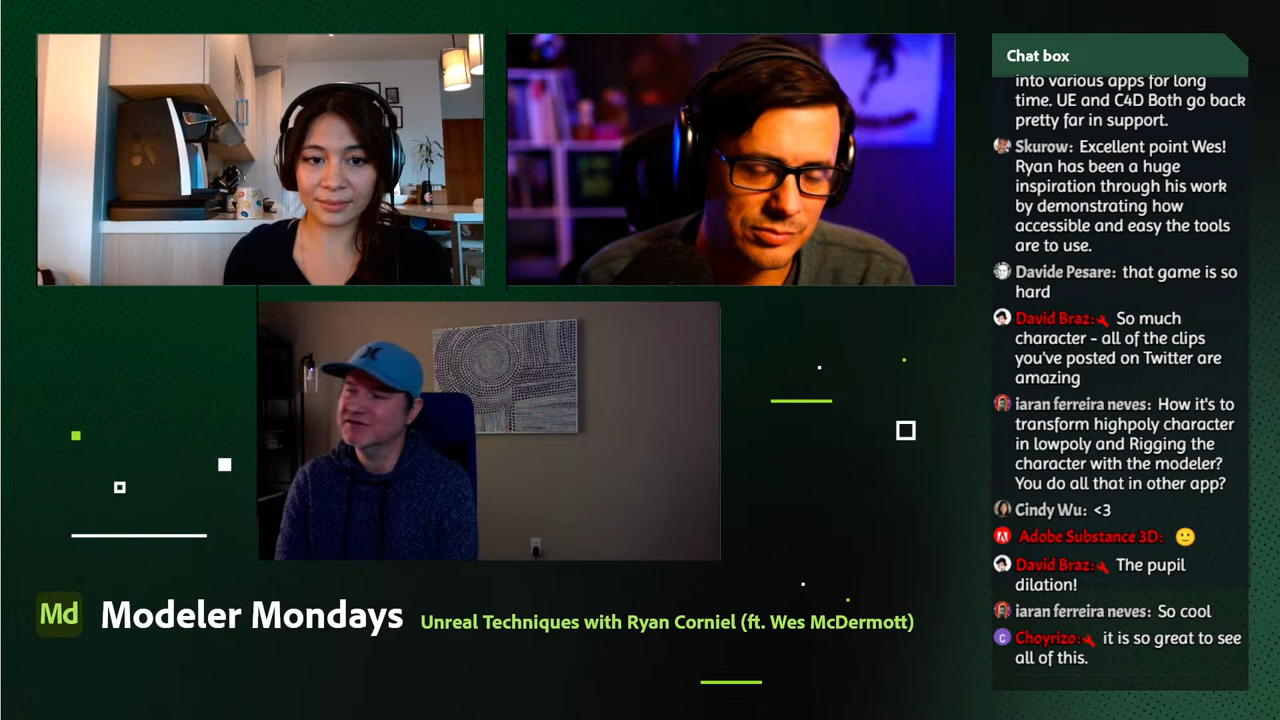 Chat box
into various apps for long
time. UE and C4D Both go back
pretty far in support.
Skurow: Excellent point Wes!
Ryan has been a huge
inspiration through his work
by demonstrating how
accessible and easy the tools
are to use.
Davide Pesare: that game is so
hard
David Braz: So much
character - all of the clips
you've posted on Twitter are
amazing
iaran ferreira neves: How it's to
transform highpoly character
in lowpoly and Rigging the
character with the modeler?
You do all that in other app?
Cindy Wu: <3
Adobe Substance 3D: 🙂
David Braz: The pupil
dilation!
iaran ferreira neves: So cool
C Choyrizo: it is so great to see
all of this.
Md Modeler Mondays Unreal Techniques with Ryan Corniel (ft. Wes McDermott)